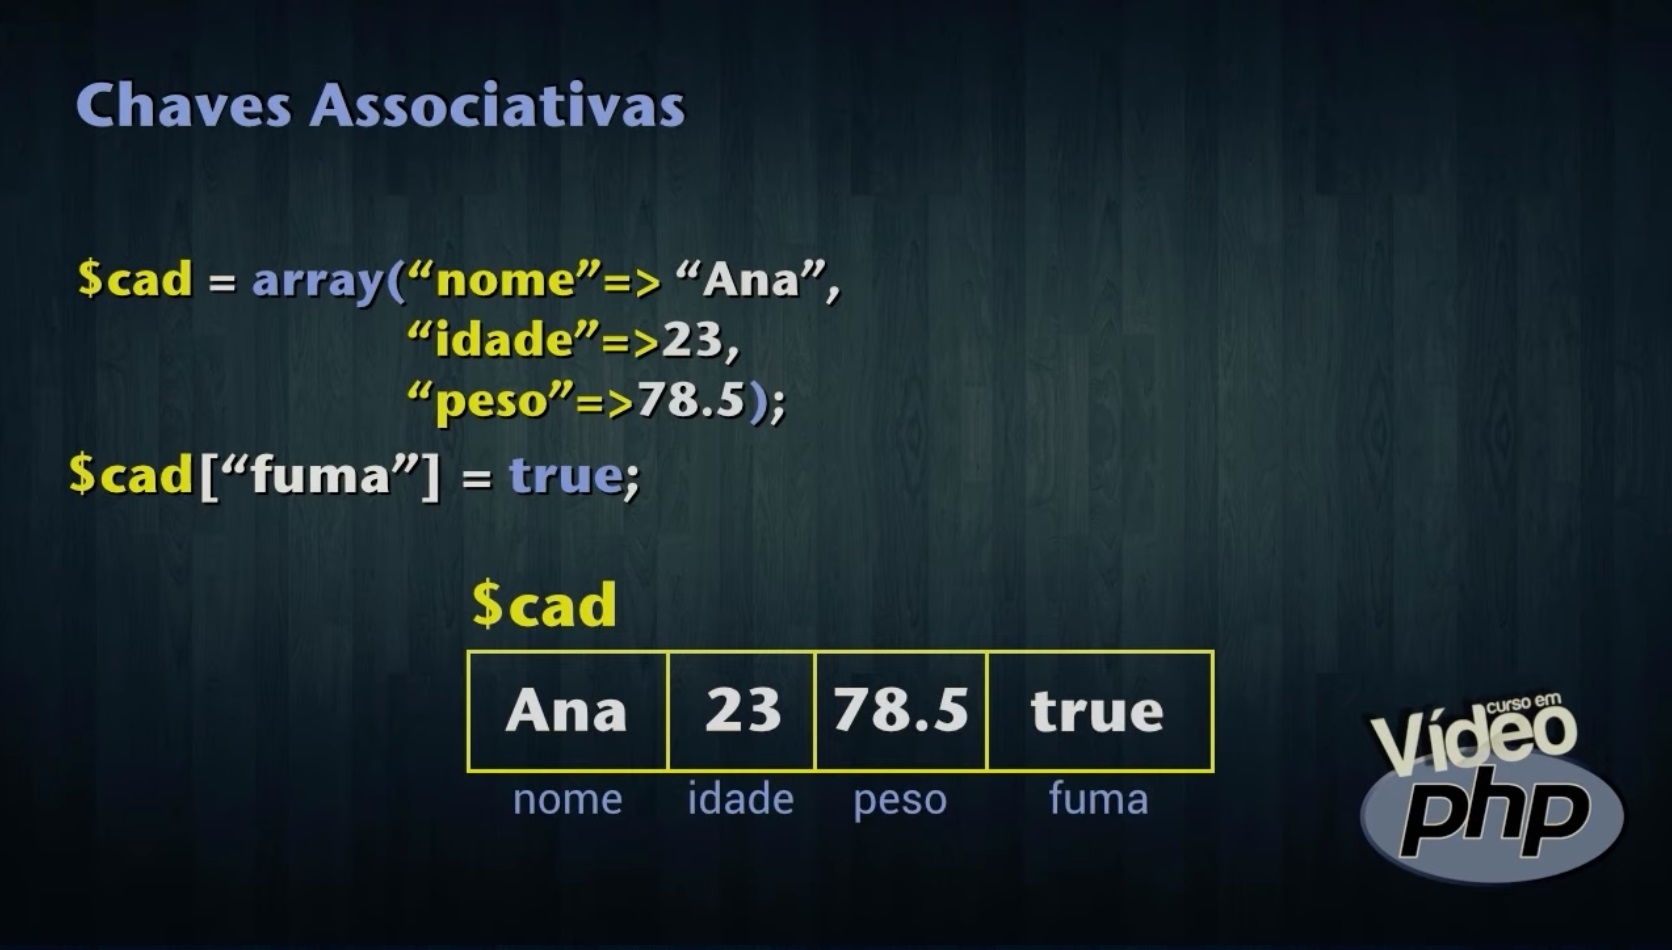 Chaves Associativas
$cad = array(“nome”=> “Ana”,
“idade”=>23,
“peso”=>78.5);
$cad[“fuma”] = true;
$cad
Ana 23 78.5 true
nome idade peso fuma
curso em
Vídeo
php